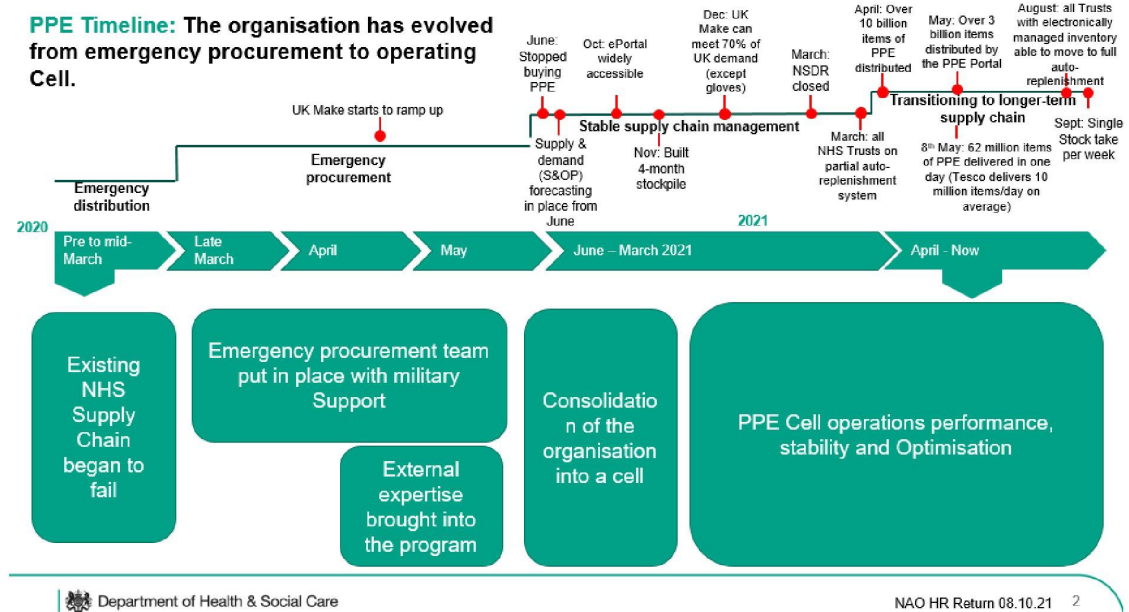 PPE Timeline: The organisation has evolved
from emergency procurement to operating
Cell.
UK Make starts to ramp up
June:
Stopped
buying
PPE
Oct: ePortal
widely
accessible
Dec: UK
Make can
meet 70% of
UK demand
(except
gloves)
March:
NSDR
closed
April: Over
10 billion
items of
PPE
distributed
May: Over 3
billion items
distributed by
the PPE Portal
August: all Trusts
with electronically
managed inventory
able to move to full
auto-
replenishment
Emergency
distribution
Emergency
procurement
Stable supply chain management
Transitioning to longer-term
supply chain
Supply &
demand
(S&OP)
forecasting
in place from
June
Nov: Built
4-month
stockpile
March: all
NHS Trusts on
partial auto-
replenishment
system
8th May: 62 million items
of PPE delivered in one
day (Tesco delivers 10
million items/day on
average)
Sept: Single
Stock take
per week
2020
2021
Pre to mid-
March
Late
March
April
May
June – March 2021
April - Now
Existing
NHS
Supply
Chain
began to
fail
Emergency procurement team
put in place with military
Support
External
expertise
brought into
the program
Consolidatio
n of the
organisation
into a cell
PPE Cell operations performance,
stability and Optimisation
Department of Health & Social Care
NAO HR Return 08.10.21
2